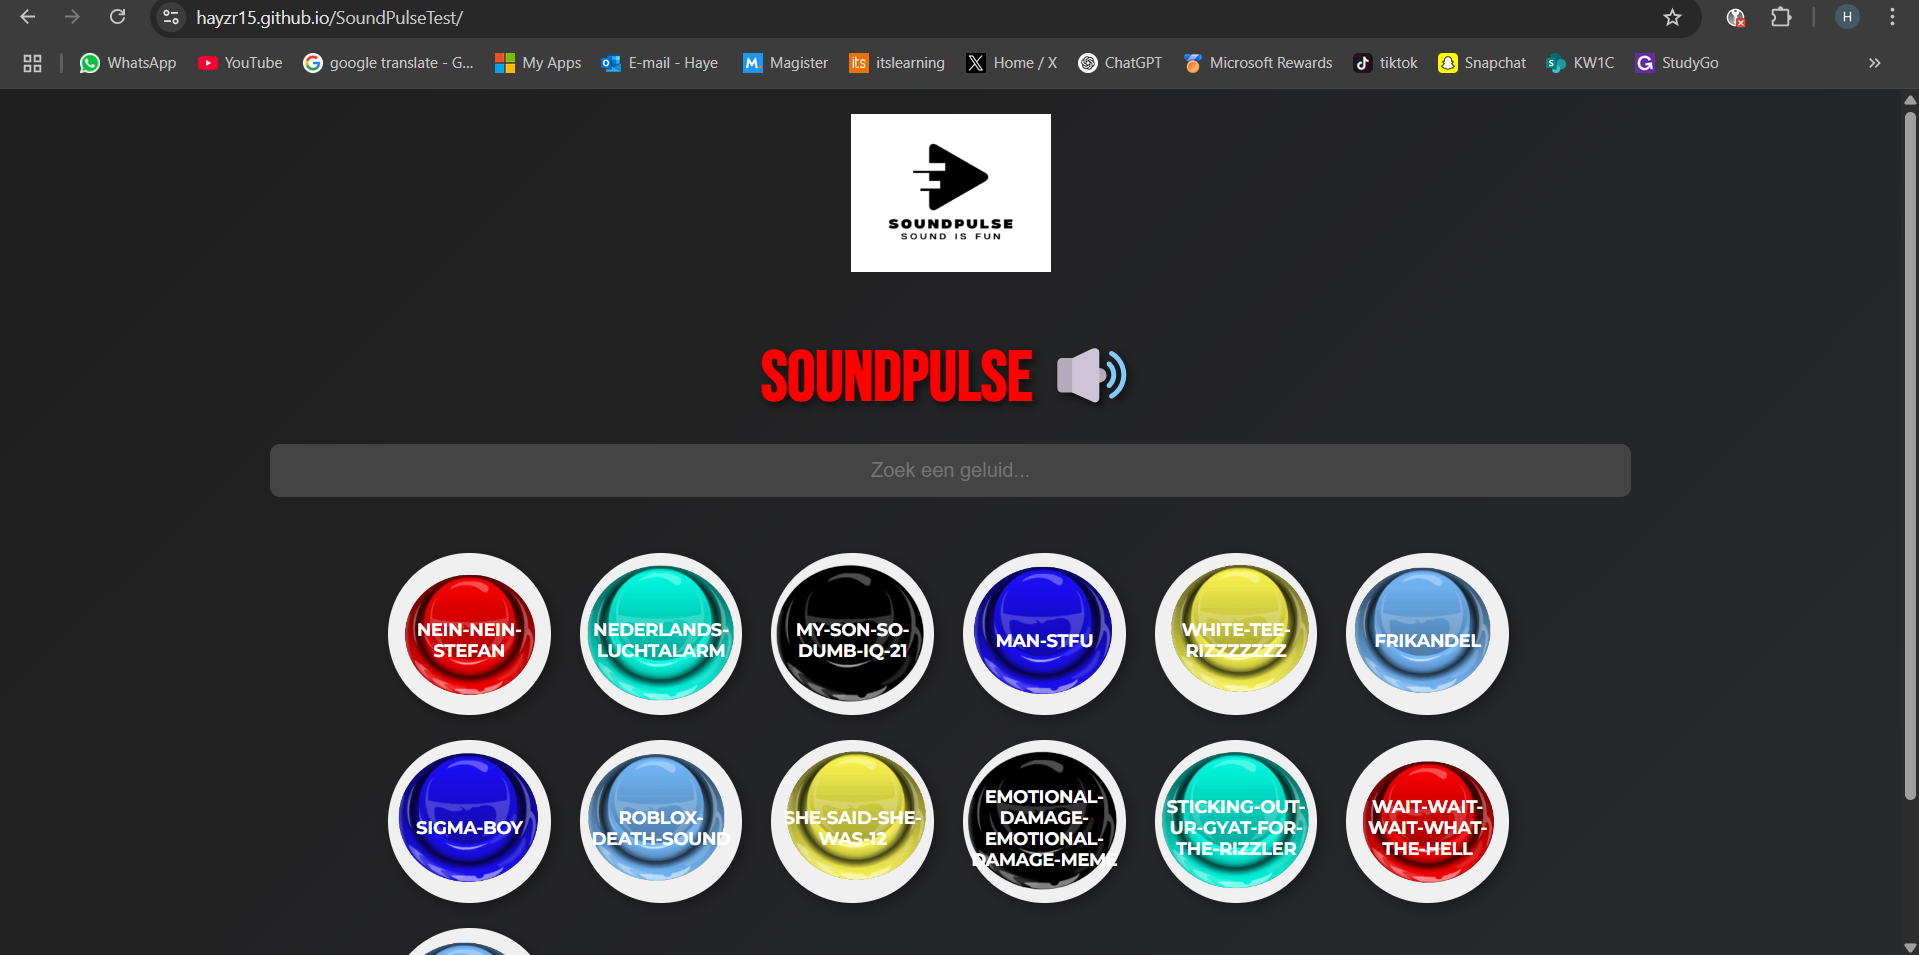 hayzr15.github.io/SoundPulseTest/
H
WhatsApp
YouTube
google translate - G...
My Apps
E-mail - Haye
Magister
its itslearning
Home / X
ChatGPT
Microsoft Rewards
tiktok
Snapchat
KW1C
StudyGo
SOUNDPULSE
SOUND IS FUN
SOUNDPULSE
Zoek een geluid...
NEIN-NEIN-
STEFAN
NEDERLANDS-
LUCHTALARM
MY-SON-SO-
DUMB-IQ-21
MAN-STFU
WHITE-TEE-
RIZZZZZZZ
FRIKANDEL
SIGMA-BOY
ROBLOX-
DEATH-SOUND
SHE-SAID-SHE-
WAS-12
EMOTIONAL-
DAMAGE-
EMOTIONAL-
DAMAGE-MEME
STICKING-OUT-
UR-GYAT-FOR-
THE-RIZZLER
WAIT-WAIT-
WAIT-WHAT-
THE-HELL